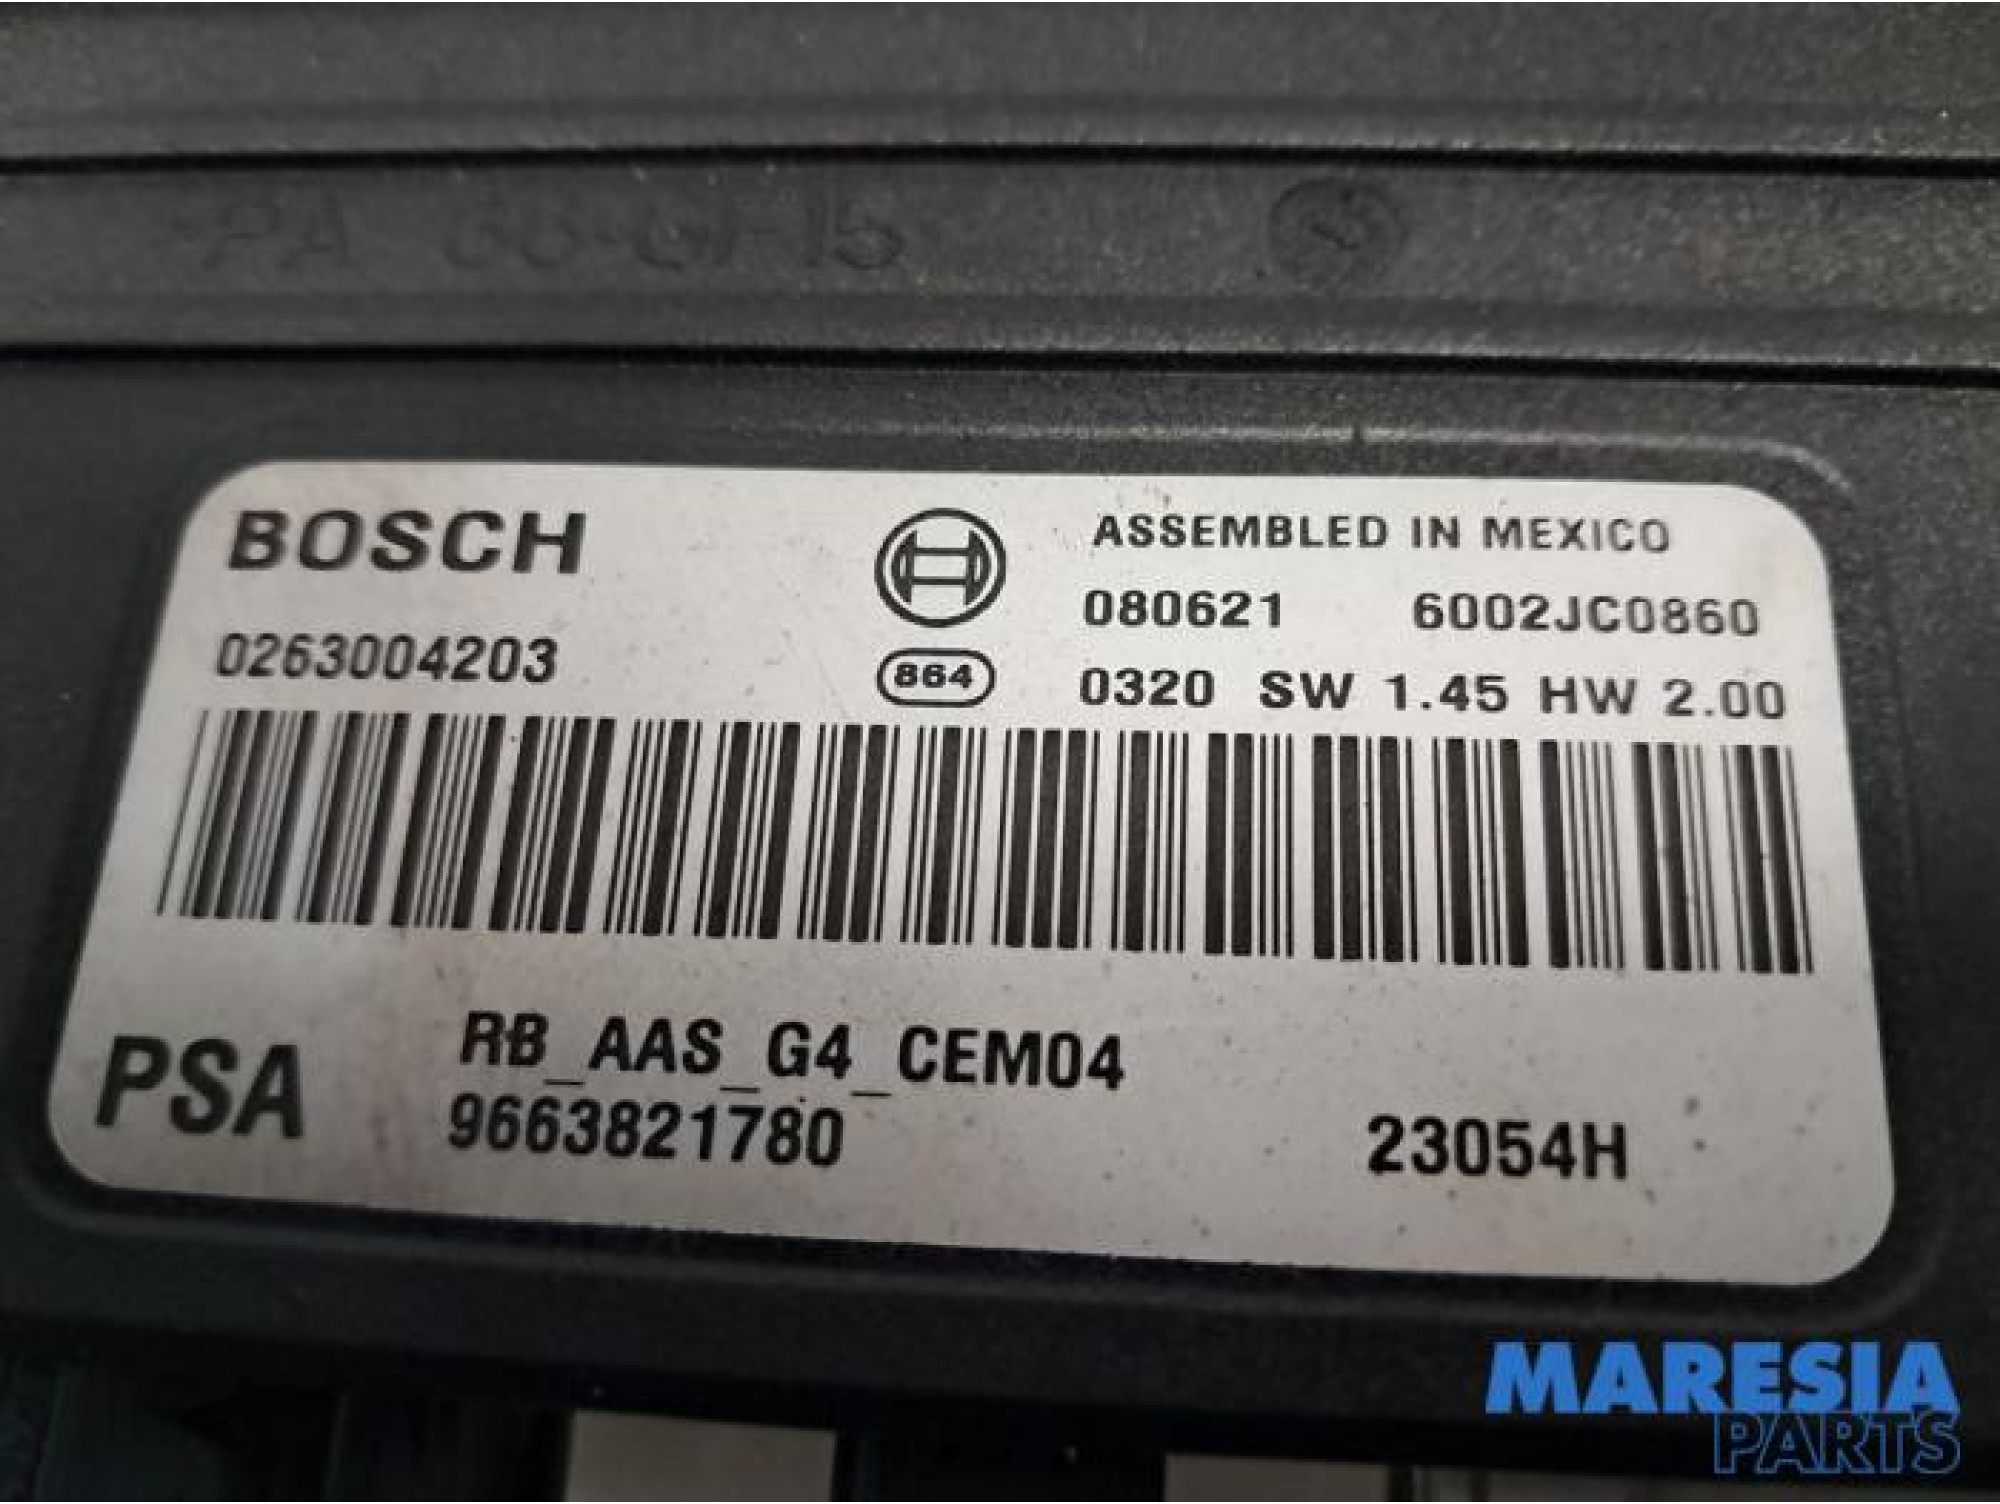 BOSCH
ASSEMBLED IN MEXICO
080621 6002JC0860
0263004203
864
0320 SW 1.45 HW 2.00
RB_AAS_G4_CEM04
PSA
9663821780
23054H
MARESIA
PARTS